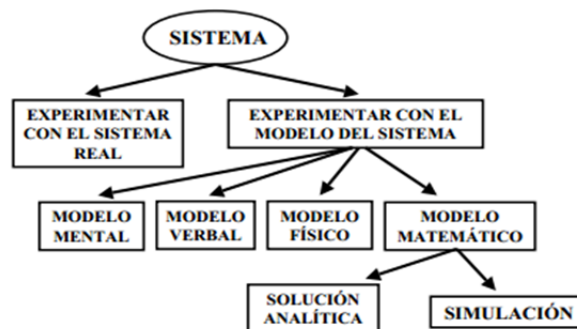 SISTEMA
EXPERIMENTAR
CON EL SISTEMA
REAL
EXPERIMENTAR CON EL
MODELO DEL SISTEMA
MODELO
MENTAL
MODELO
VERBAL
MODELO
FÍSICO
MODELO
MATEMÁTICO
SOLUCIÓN
ANALÍTICA
SIMULACIÓN